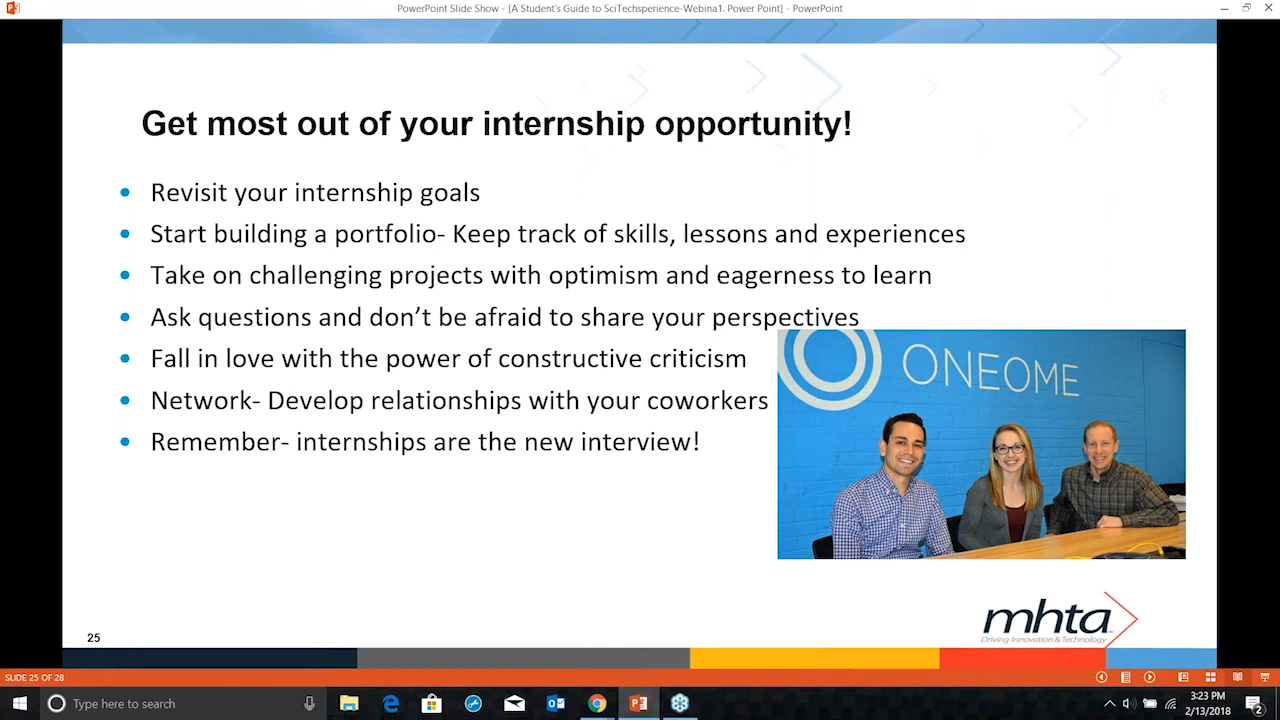 PowerPoint Slide Show - [A Student's Guide to SciTechsperience-Webina1. Power Point] - PowerPoint
Get most out of your internship opportunity!
• Revisit your internship goals
• Start building a portfolio- Keep track of skills, lessons and experiences
• Take on challenging projects with optimism and eagerness to learn
• Ask questions and don't be afraid to share your perspectives
• Fall in love with the power of constructive criticism
• Network- Develop relationships with your coworkers
• Remember- internships are the new interview!
ONEOME
mhta
Driving Innovation & Technology
25
SLIDE 25 OF 28
Type here to search
3:23 PM
2/13/2018
2